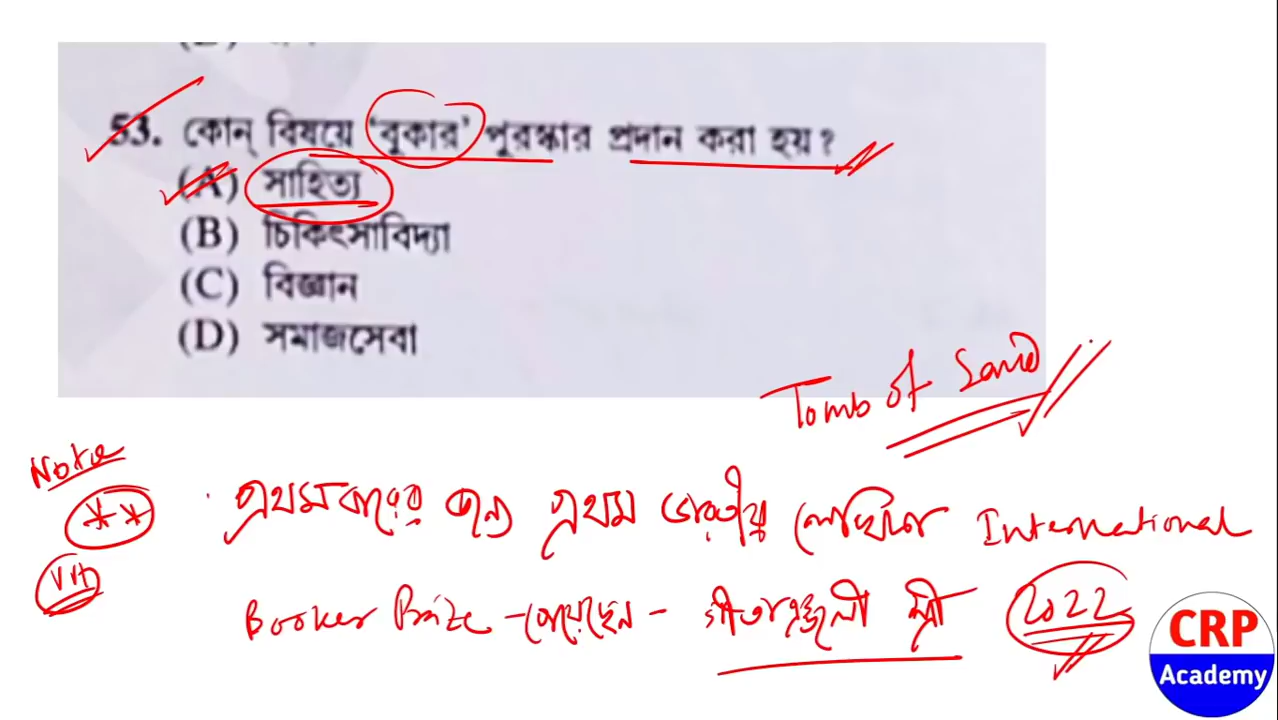 53. কোন্ বিষয়ে 'বুকার' পুরস্কার প্রদান করা হয়?
(A) সাহিত্য
(B) চিকিৎসাবিদ্যা
(C) বিজ্ঞান
(D) সমাজসেবা
Tomb of Sand
Note
** প্রথমবারের জন্য প্রথম ভারতীয় লেখিকা International
VVI
Booker Prize - পেয়েছেন - গীতাঞ্জলী শ্রী 2022
CRP
Academy